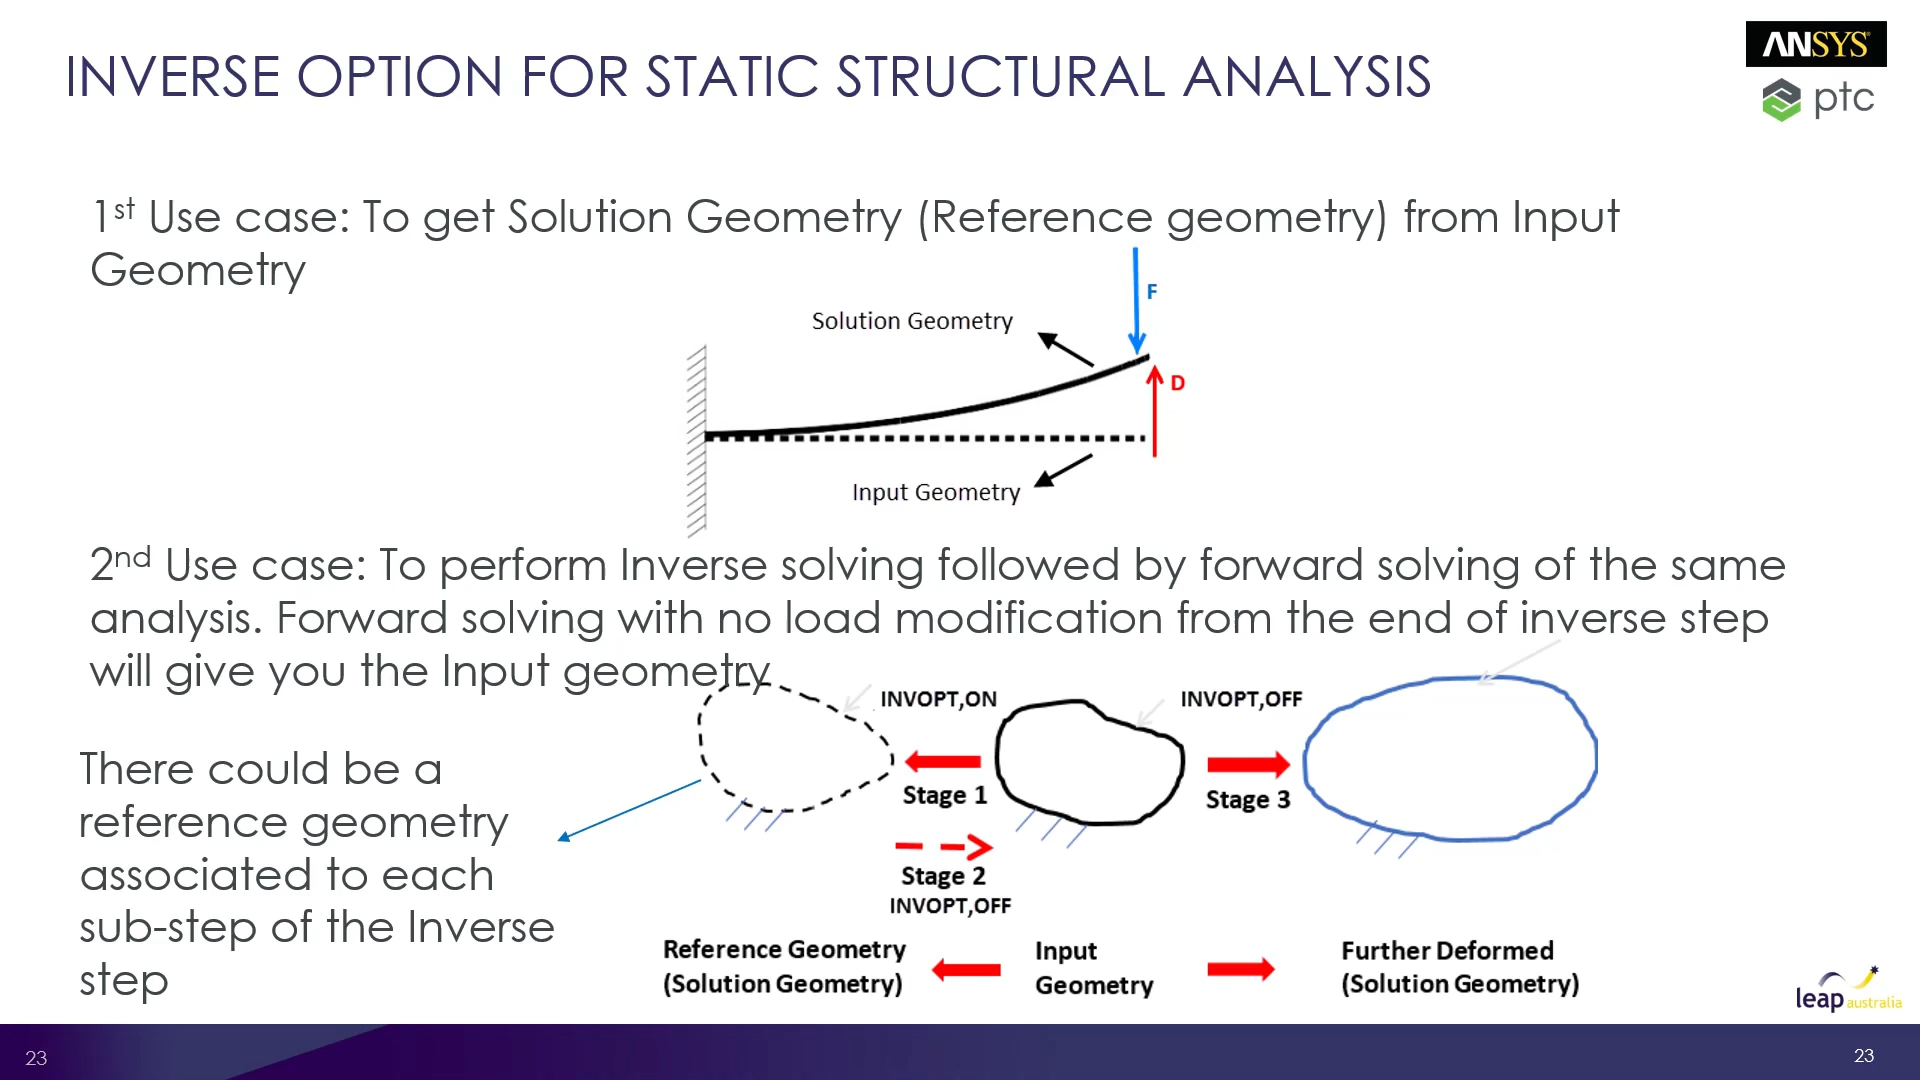 INVERSE OPTION FOR STATIC STRUCTURAL ANALYSIS
ANSYS
ptc
1st Use case: To get Solution Geometry (Reference geometry) from Input
Geometry
F
Solution Geometry
D
Input Geometry
2nd Use case: To perform Inverse solving followed by forward solving of the same
analysis. Forward solving with no load modification from the end of inverse step
will give you the Input geometry
INVOPT,ON
INVOPT,OFF
There could be a
reference geometry
associated to each
sub-step of the Inverse
step
Stage 1
Stage 3
Stage 2
INVOPT,OFF
Reference Geometry
(Solution Geometry)
Input
Geometry
Further Deformed
(Solution Geometry)
leap australia
23
23